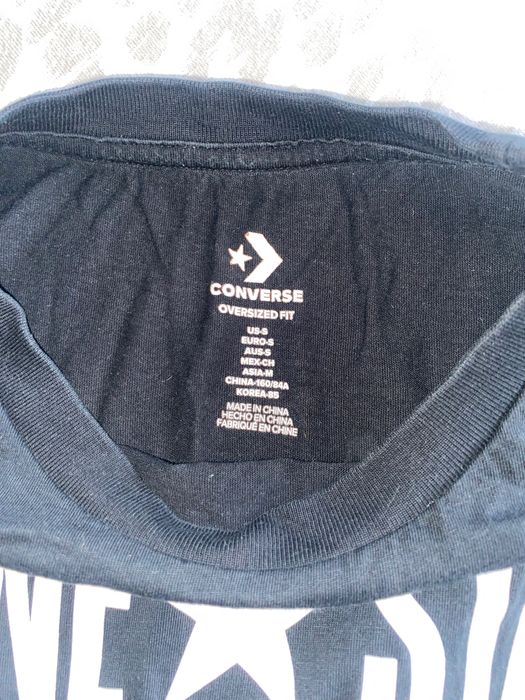 CONVERSE
OVERSIZED FIT
US-S
EURO-S
AUS-S
MEX-CH
ASIA-M
CHINA-160/84A
KOREA-85
MADE IN CHINA
HECHO EN CHINA
FABRIQUÉ EN CHINE